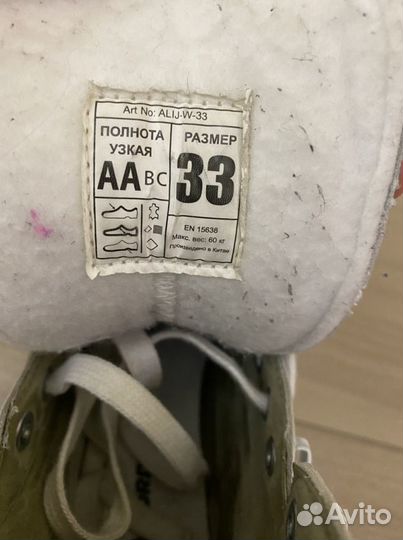 Art No: ALIJ-W-33
ПОЛНОТА
УЗКАЯ
AA BC
РАЗМЕР
33
EN 15638
Макс. вес: 60 кг
Произведено в Китае
Avito